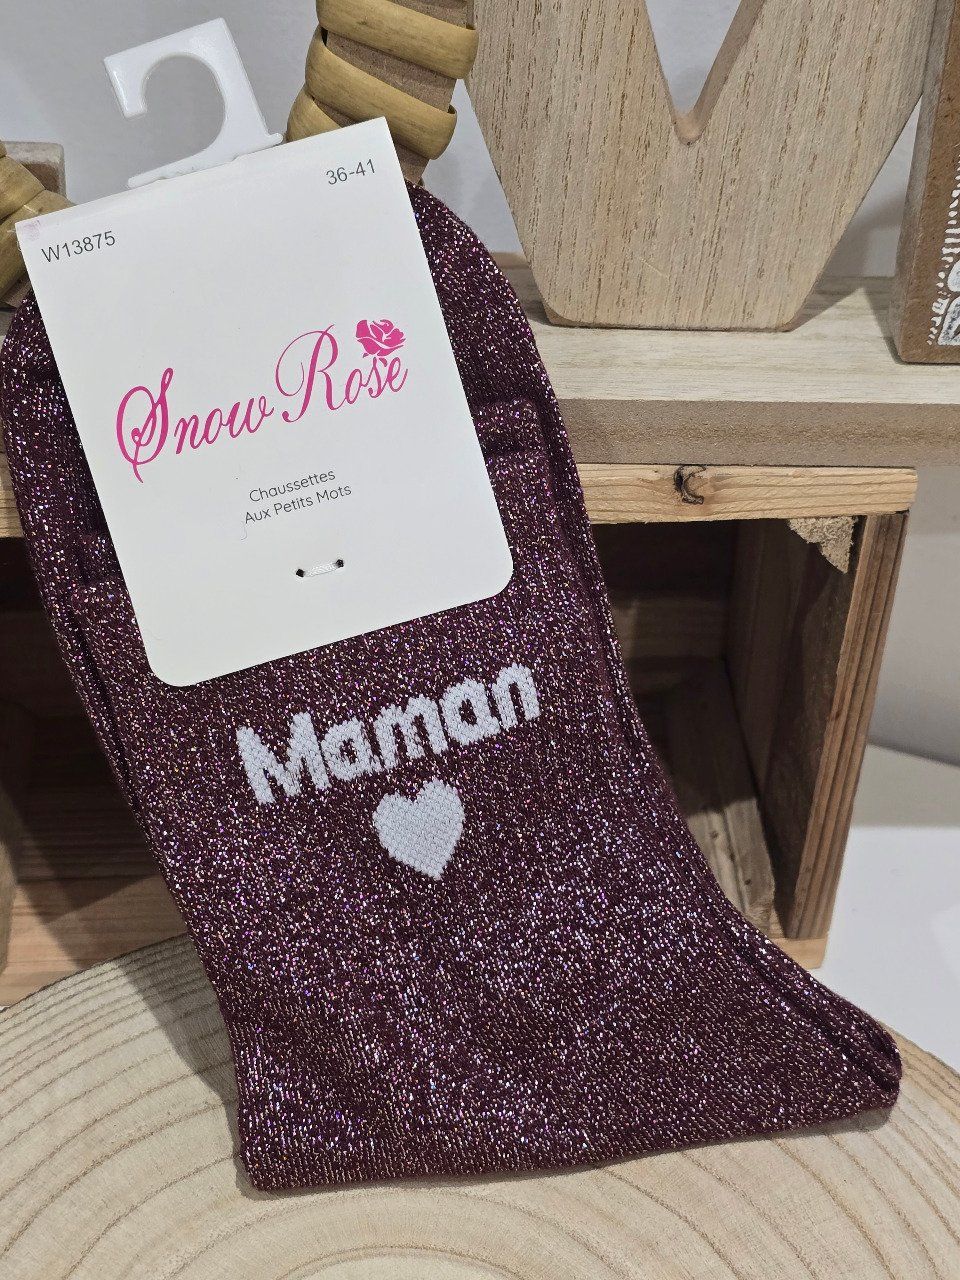 36-41
W13875
Snow Rose
Chaussettes
Aux Petits Mots
Maman